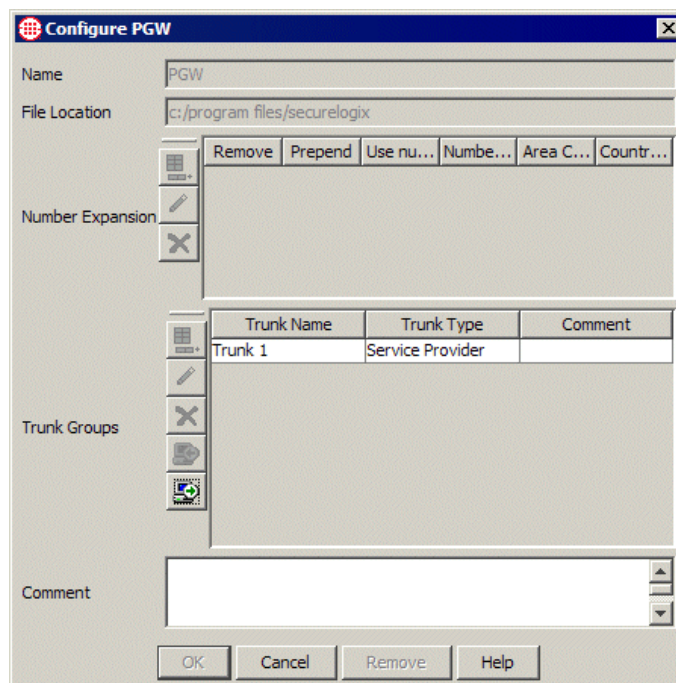 Configure PGW
Name
PGW
File Location
c:/program files/securelogix
Remove Prepend Use nu... Numbe... Area C... Countr...
Number Expansion
Trunk Name Trunk Type Comment
Trunk 1 Service Provider
Trunk Groups
Comment
OK Cancel Remove Help